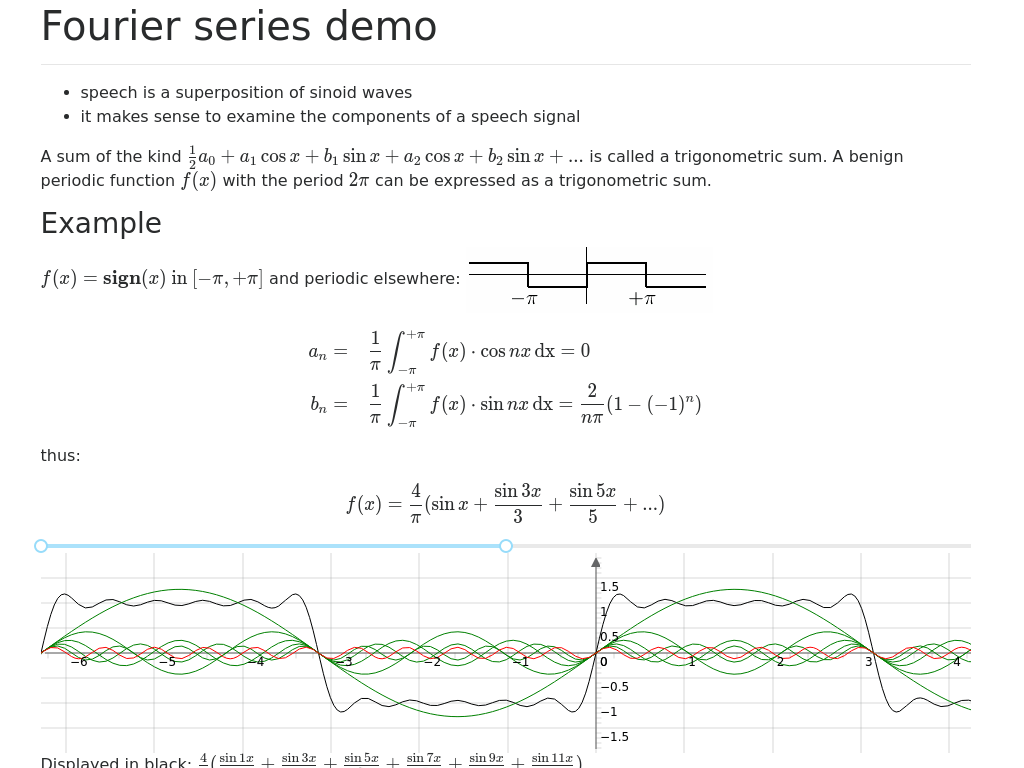 Fourier series demo
• speech is a superposition of sinoid waves
• it makes sense to examine the components of a speech signal
A sum of the kind $\frac{1}{2}a_0 + a_1 \cos x + b_1 \sin x + a_2 \cos x + b_2 \sin x + ...$ is called a trigonometric sum. A benign
periodic function $f(x)$ with the period $2\pi$ can be expressed as a trigonometric sum.
Example
$f(x) = \mathbf{sign}(x)$ in $[-\pi, +\pi]$ and periodic elsewhere:
$-\pi$ $+\pi$
$a_n = \frac{1}{\pi} \int_{-\pi}^{+\pi} f(x) \cdot \cos nx \, \mathrm{dx} = 0$
$b_n = \frac{1}{\pi} \int_{-\pi}^{+\pi} f(x) \cdot \sin nx \, \mathrm{dx} = \frac{2}{n\pi}(1 - (-1)^n)$
thus:
$f(x) = \frac{4}{\pi}(\sin x + \frac{\sin 3x}{3} + \frac{\sin 5x}{5} + ...)$
1.5
1
0.5
−6 −5 −4 −3 −2 −1 0 1 2 3 4
−0.5
−1
−1.5
Displayed in black: $\frac{4}{}(\frac{\sin 1x}{} + \frac{\sin 3x}{} + \frac{\sin 5x}{} + \frac{\sin 7x}{} + \frac{\sin 9x}{} + \frac{\sin 11x}{})$